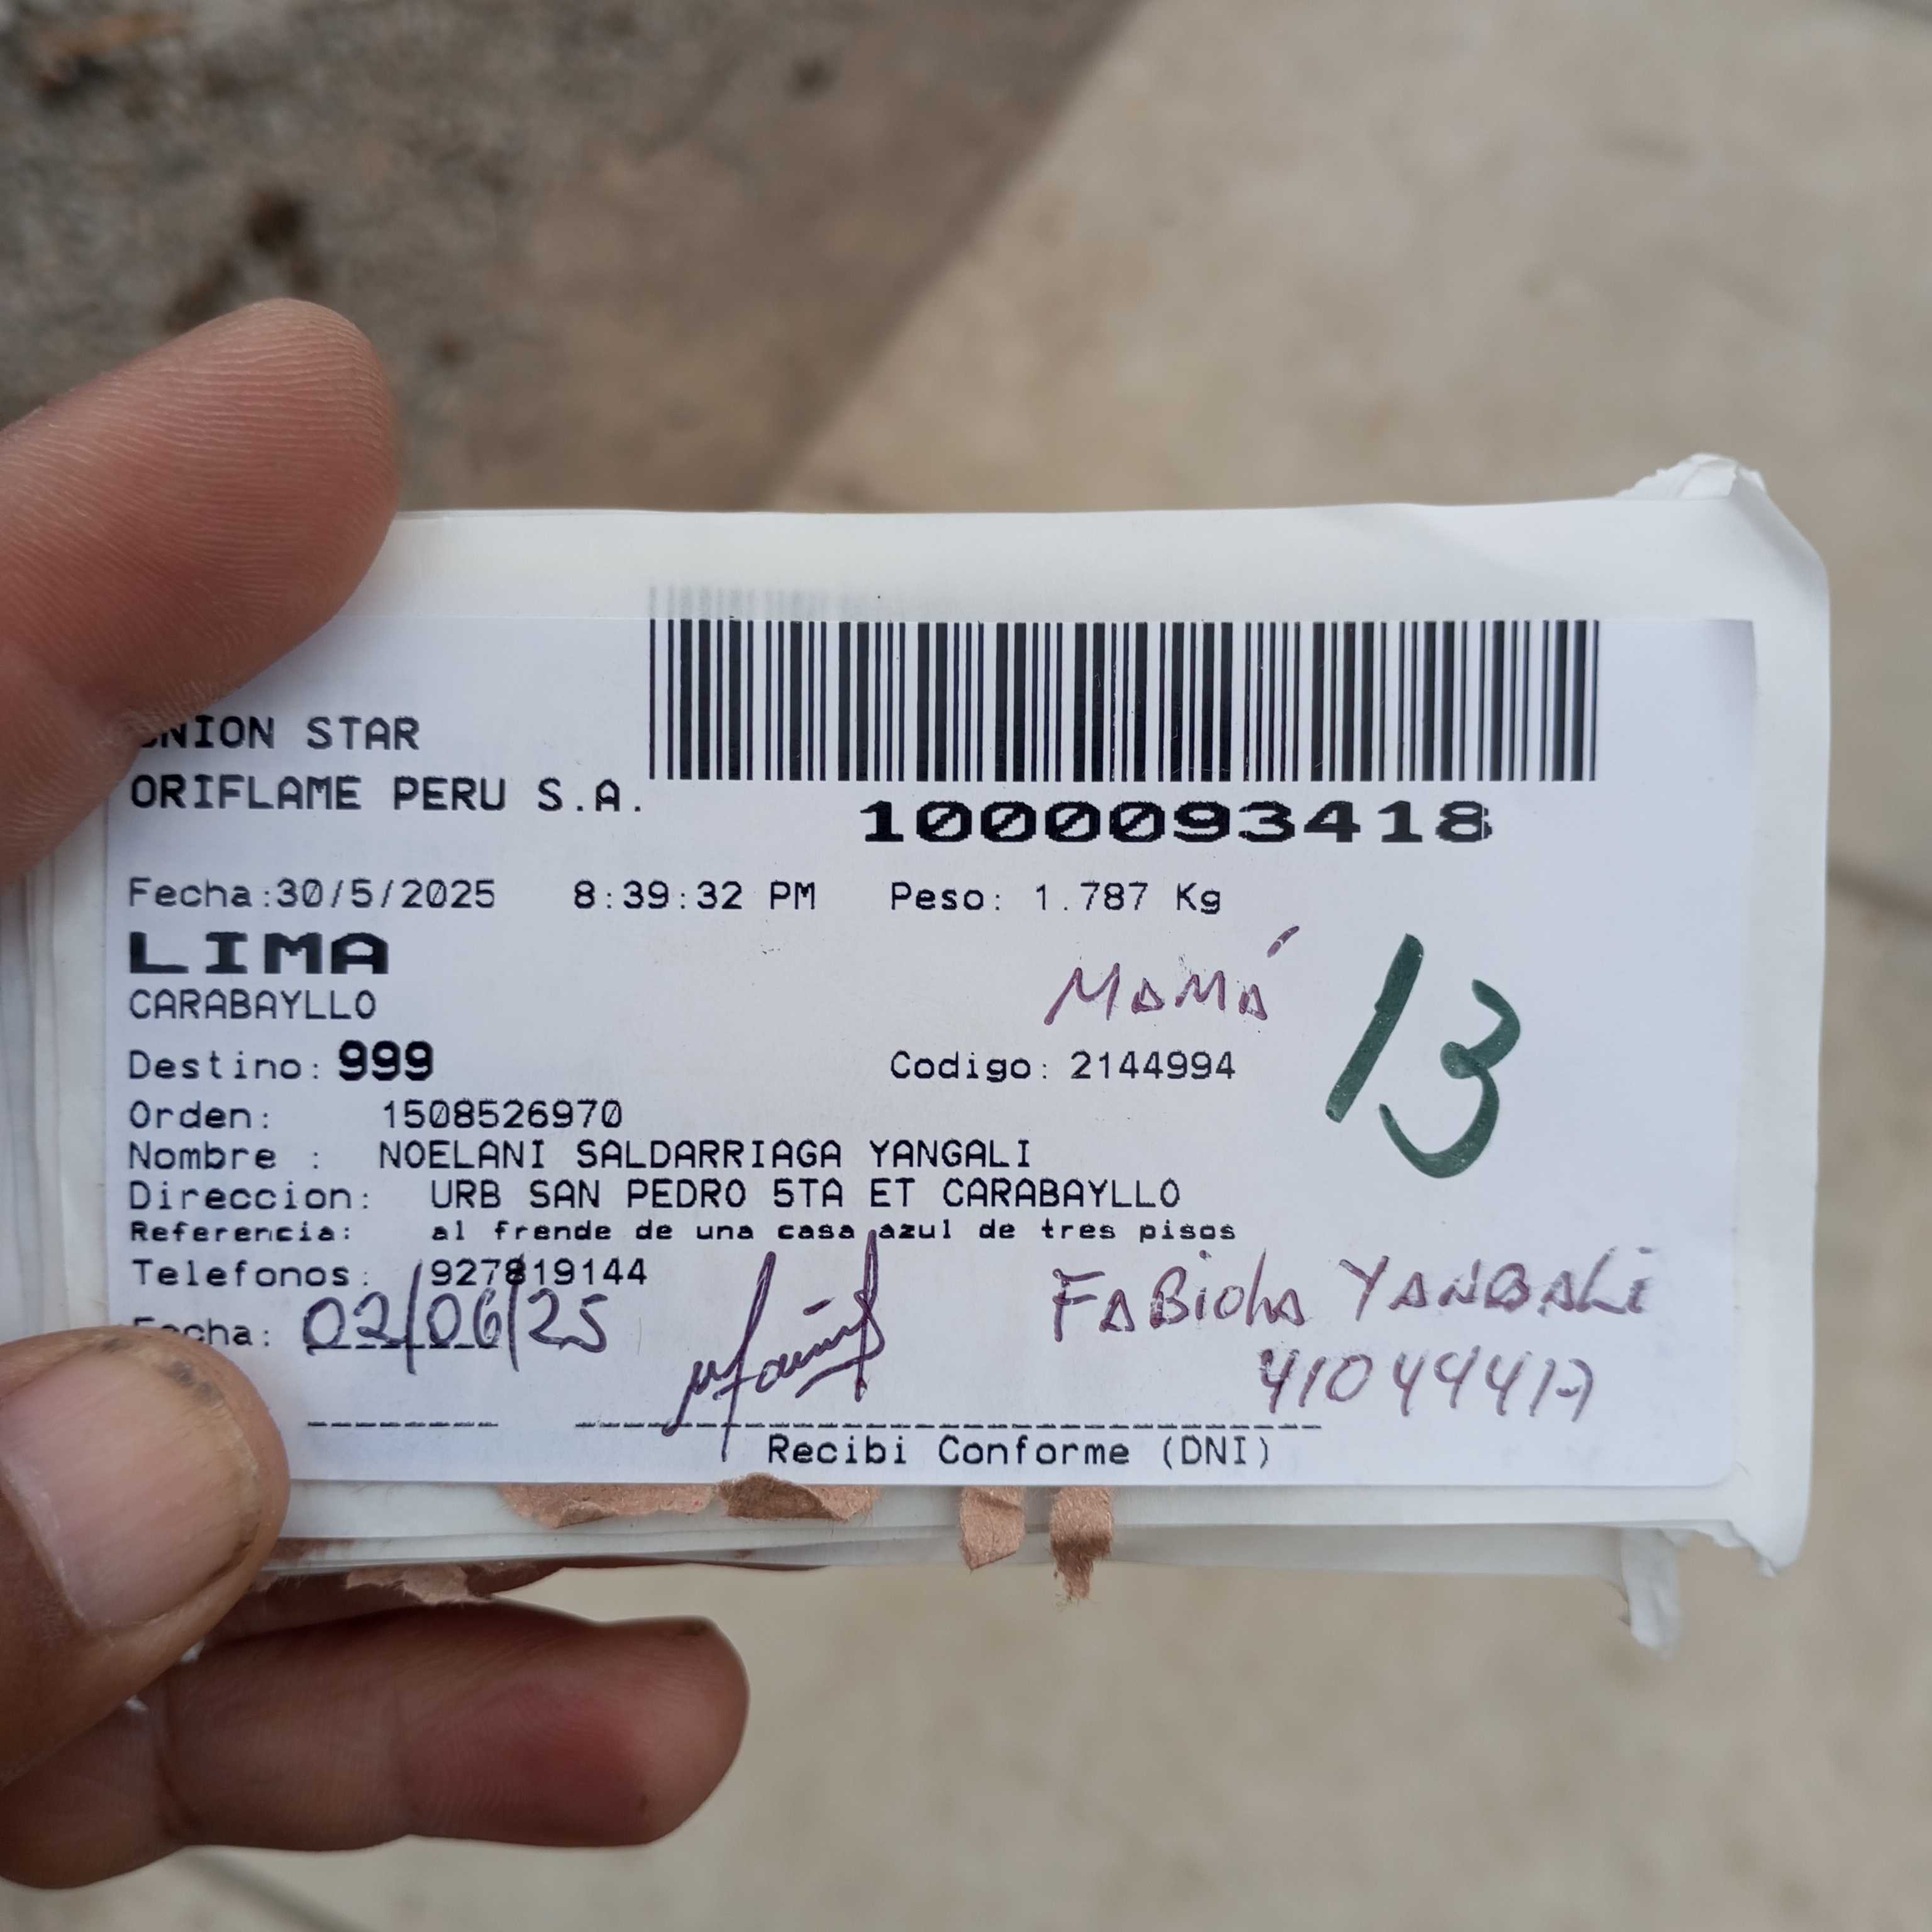 UNION STAR
ORIFLAME PERU S.A.
1000093418
Fecha:30/5/2025 8:39:32 PM Peso: 1.787 Kg
LIMA
CARABAYLLO
MAMÁ
13
Destino: 999 Codigo: 2144994
Orden: 1508526970
Nombre : NOELANI SALDARRIAGA YANGALI
Direccion: URB SAN PEDRO 5TA ET CARABAYLLO
Referencia: al frende de una casa azul de tres pisos
Telefonos: 927819144
Fecha: 02/06/25
FABiola YANGALi
Recibi Conforme (DNI)